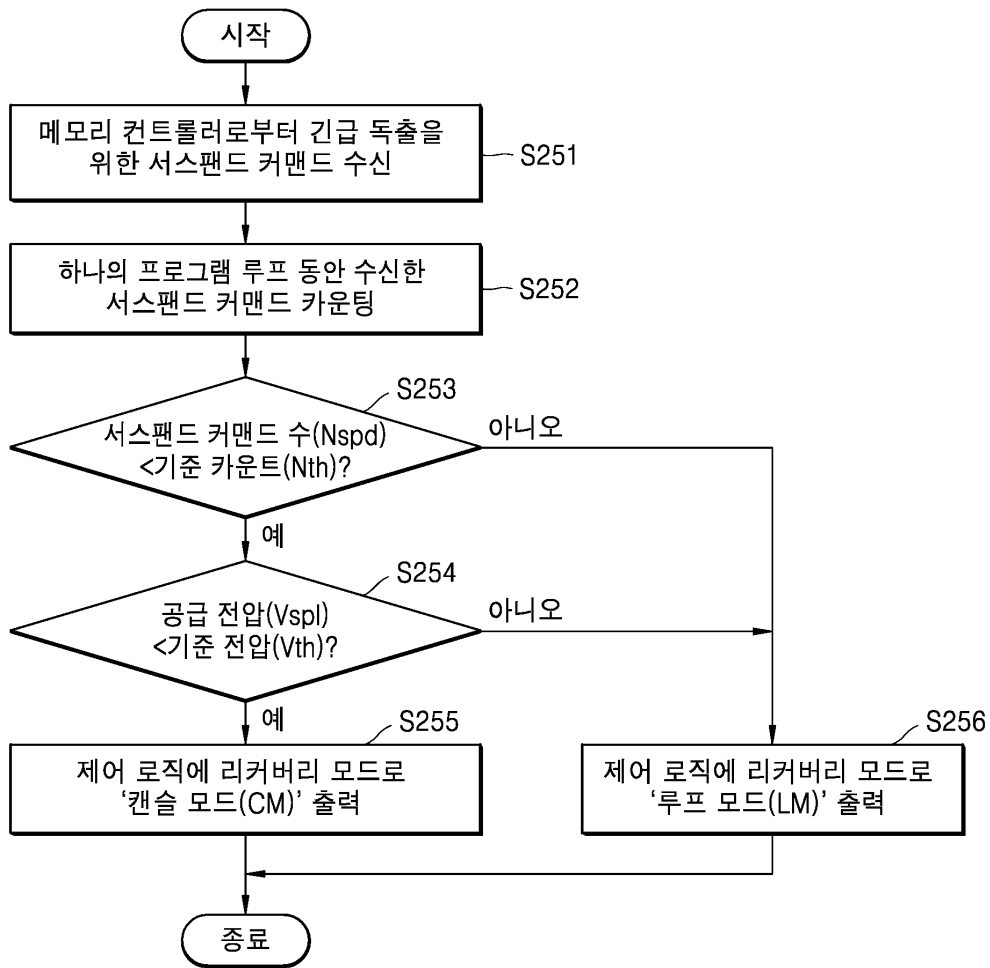 시작
메모리 컨트롤러로부터 긴급 독출을
위한 서스팬드 커맨드 수신
S251
하나의 프로그램 루프 동안 수신한
서스팬드 커맨드 카운팅
S252
S253
서스팬드 커맨드 수(Nspd)
<기준 카운트(Nth)?
아니오
예
S254
공급 전압(Vspl)
<기준 전압(Vth)?
아니오
예
S255
제어 로직에 리커버리 모드로
‘캔슬 모드(CM)’ 출력
S256
제어 로직에 리커버리 모드로
‘루프 모드(LM)’ 출력
종료